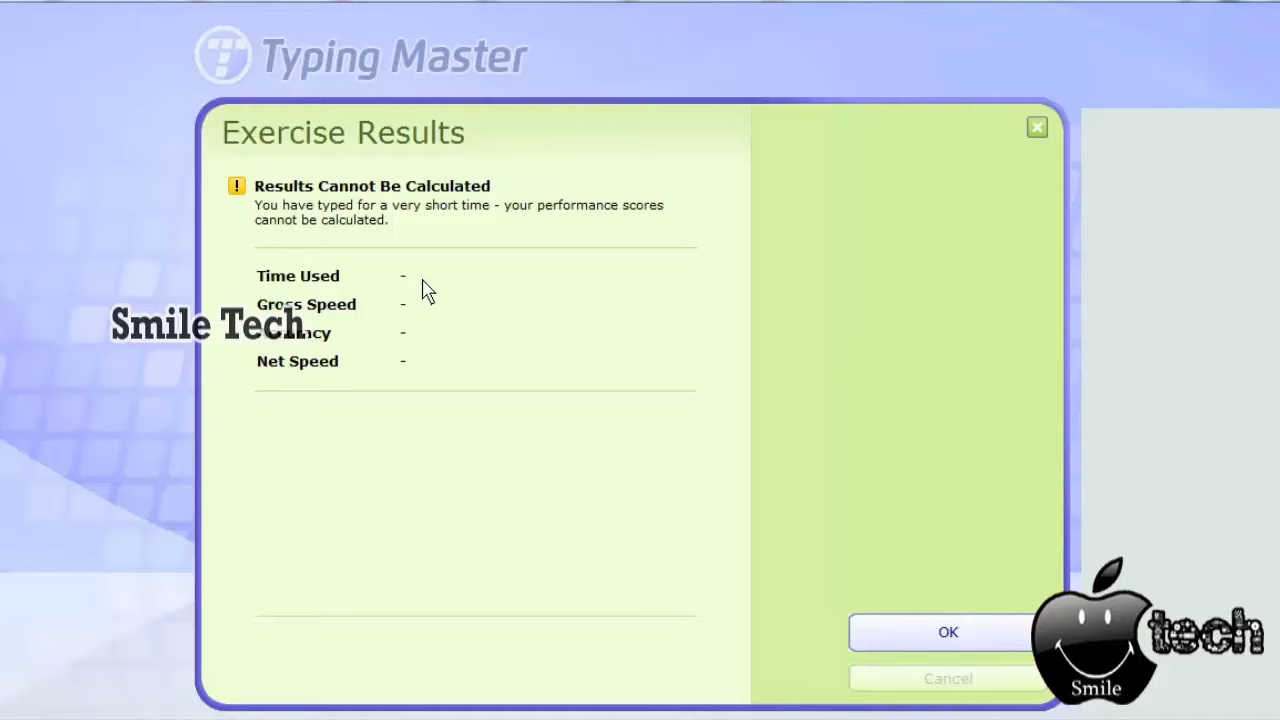 Typing Master
Exercise Results
Results Cannot Be Calculated
You have typed for a very short time - your performance scores
cannot be calculated.
Time Used -
Gross Speed -
Smile Tech
Accuracy -
Net Speed -
OK
Cancel
tech
Smile